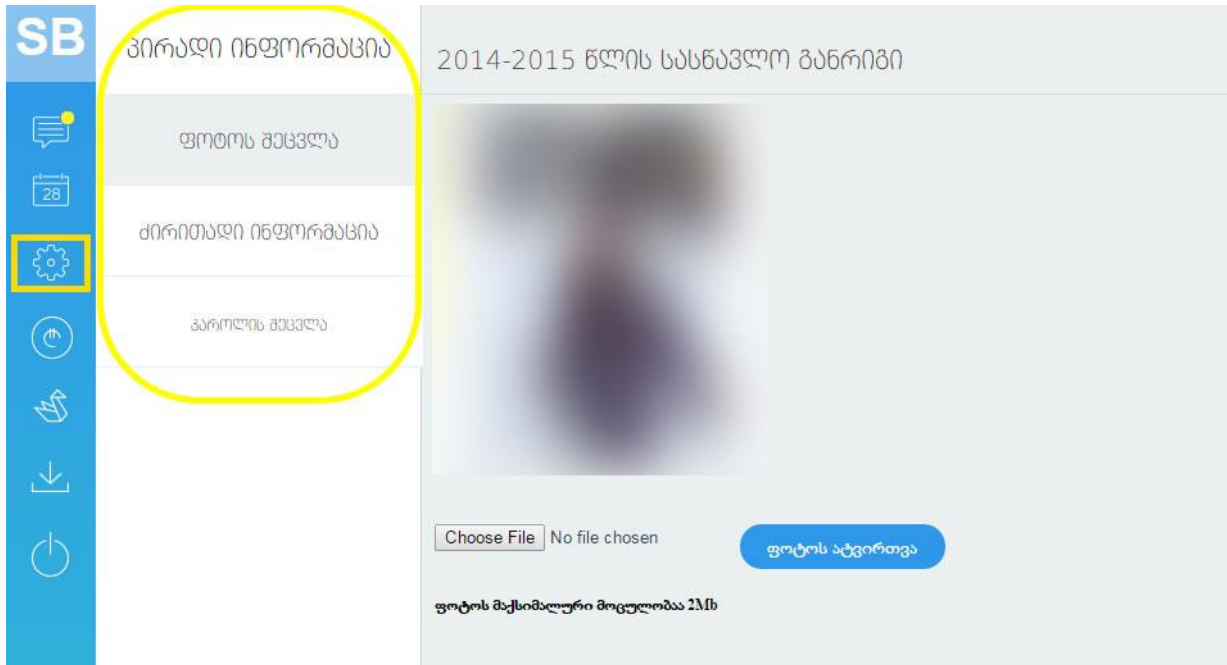 SB
პირადი ინფორმაცია
2014-2015 წლის სასწავლო განრიგი
ფოტოს შეცვლა
28
ძირითადი ინფორმაცია
პაროლის შეცვლა
Choose File No file chosen
ფოტოს ატვირთვა
ფოტოს მაქსიმალური მოცულობაა 2Mb